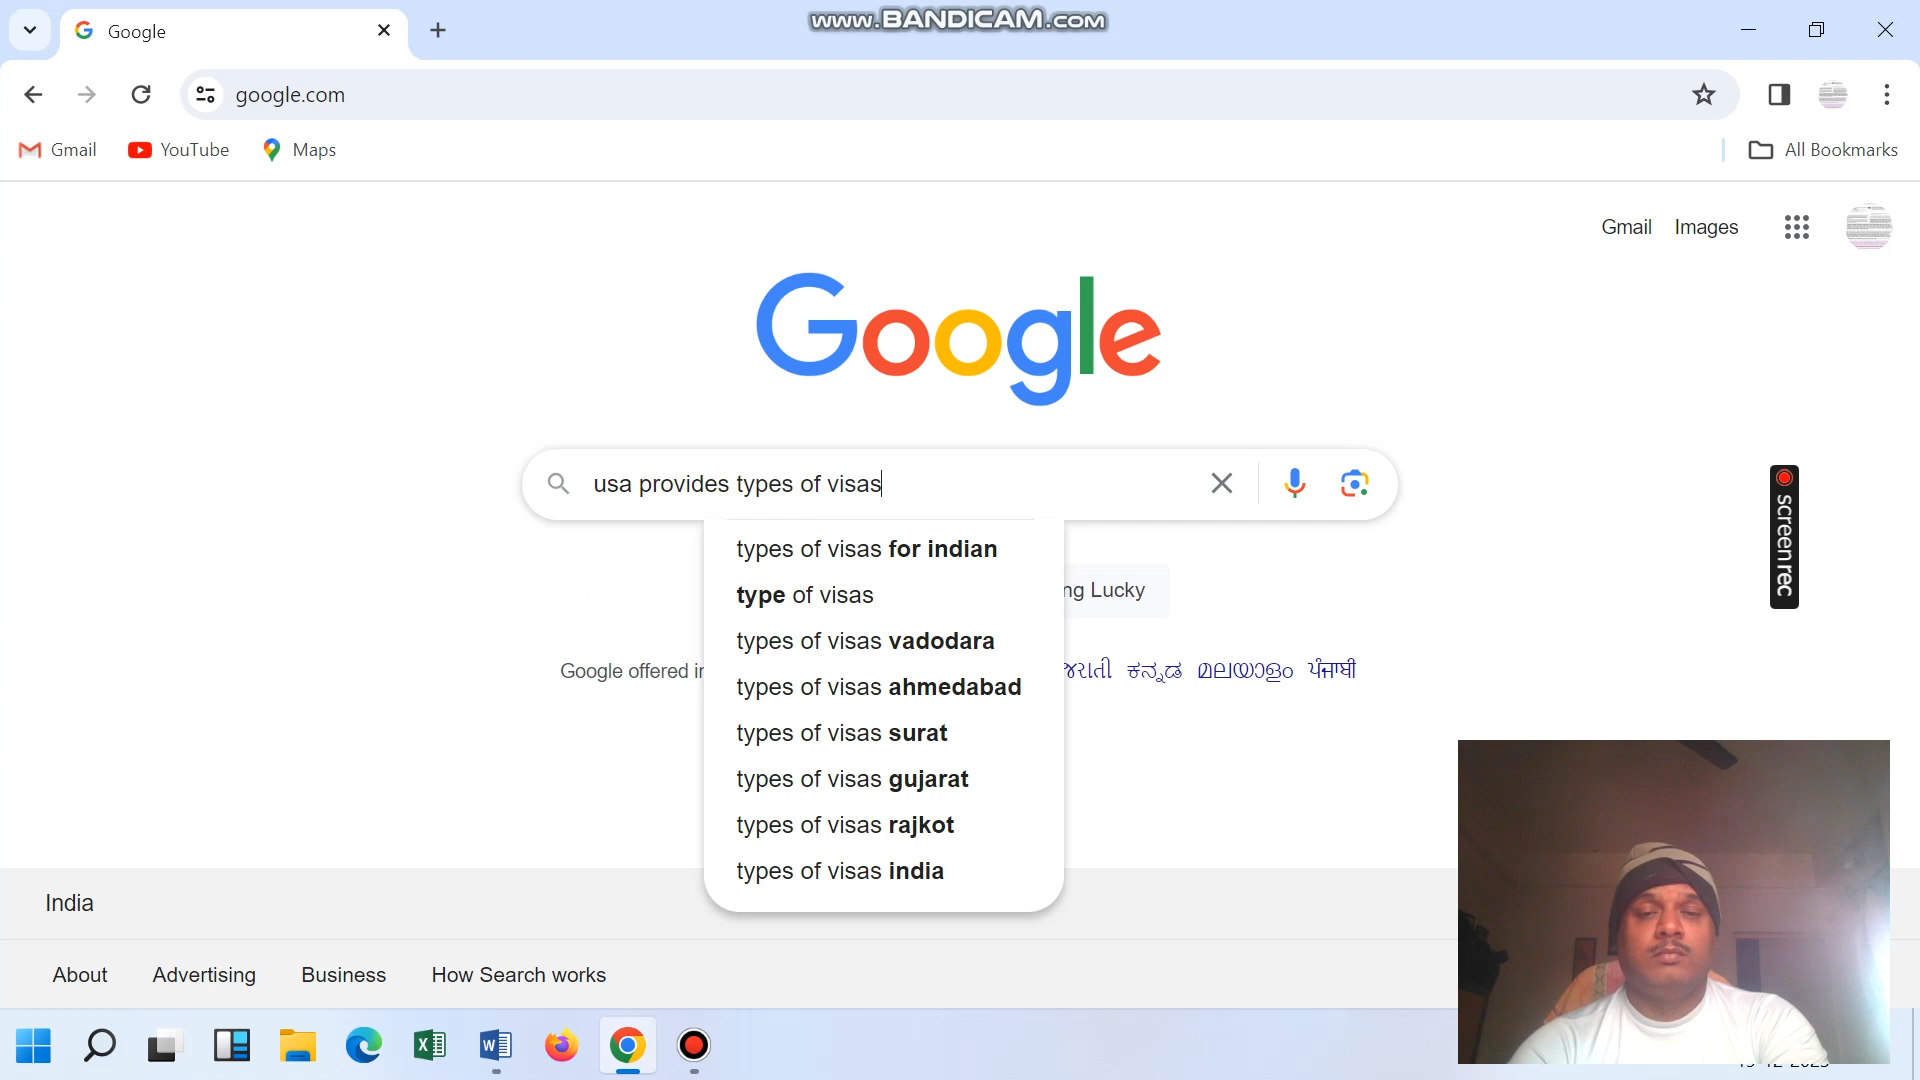 Google
www.BANDICAM.com
google.com
Gmail
YouTube
Maps
All Bookmarks
Gmail
Images
Google
usa provides types of visas
types of visas for indian
type of visas
types of visas vadodara
types of visas ahmedabad
types of visas surat
types of visas gujarat
types of visas rajkot
types of visas india
ng Lucky
Google offered in
ಕನ್ನಡ മലയാളം ਪੰਜਾਬੀ
screenrec
India
About
Advertising
Business
How Search works